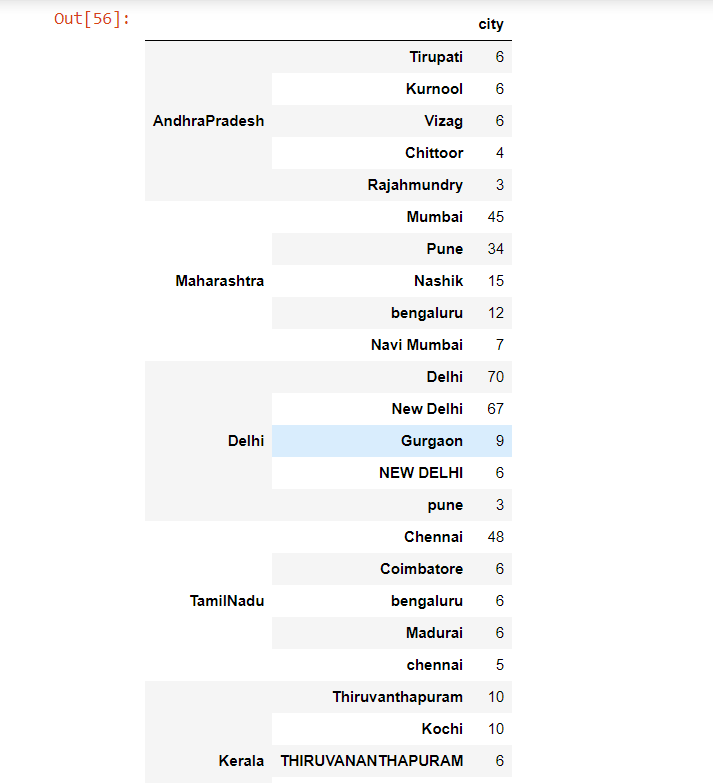 Out[56]:
city
Tirupati 6
Kurnool 6
AndhraPradesh Vizag 6
Chittoor 4
Rajahmundry 3
Mumbai 45
Pune 34
Maharashtra Nashik 15
bengaluru 12
Navi Mumbai 7
Delhi 70
New Delhi 67
Delhi Gurgaon 9
NEW DELHI 6
pune 3
Chennai 48
Coimbatore 6
TamilNadu bengaluru 6
Madurai 6
chennai 5
Thiruvanthapuram 10
Kochi 10
Kerala THIRUVANANTHAPURAM 6